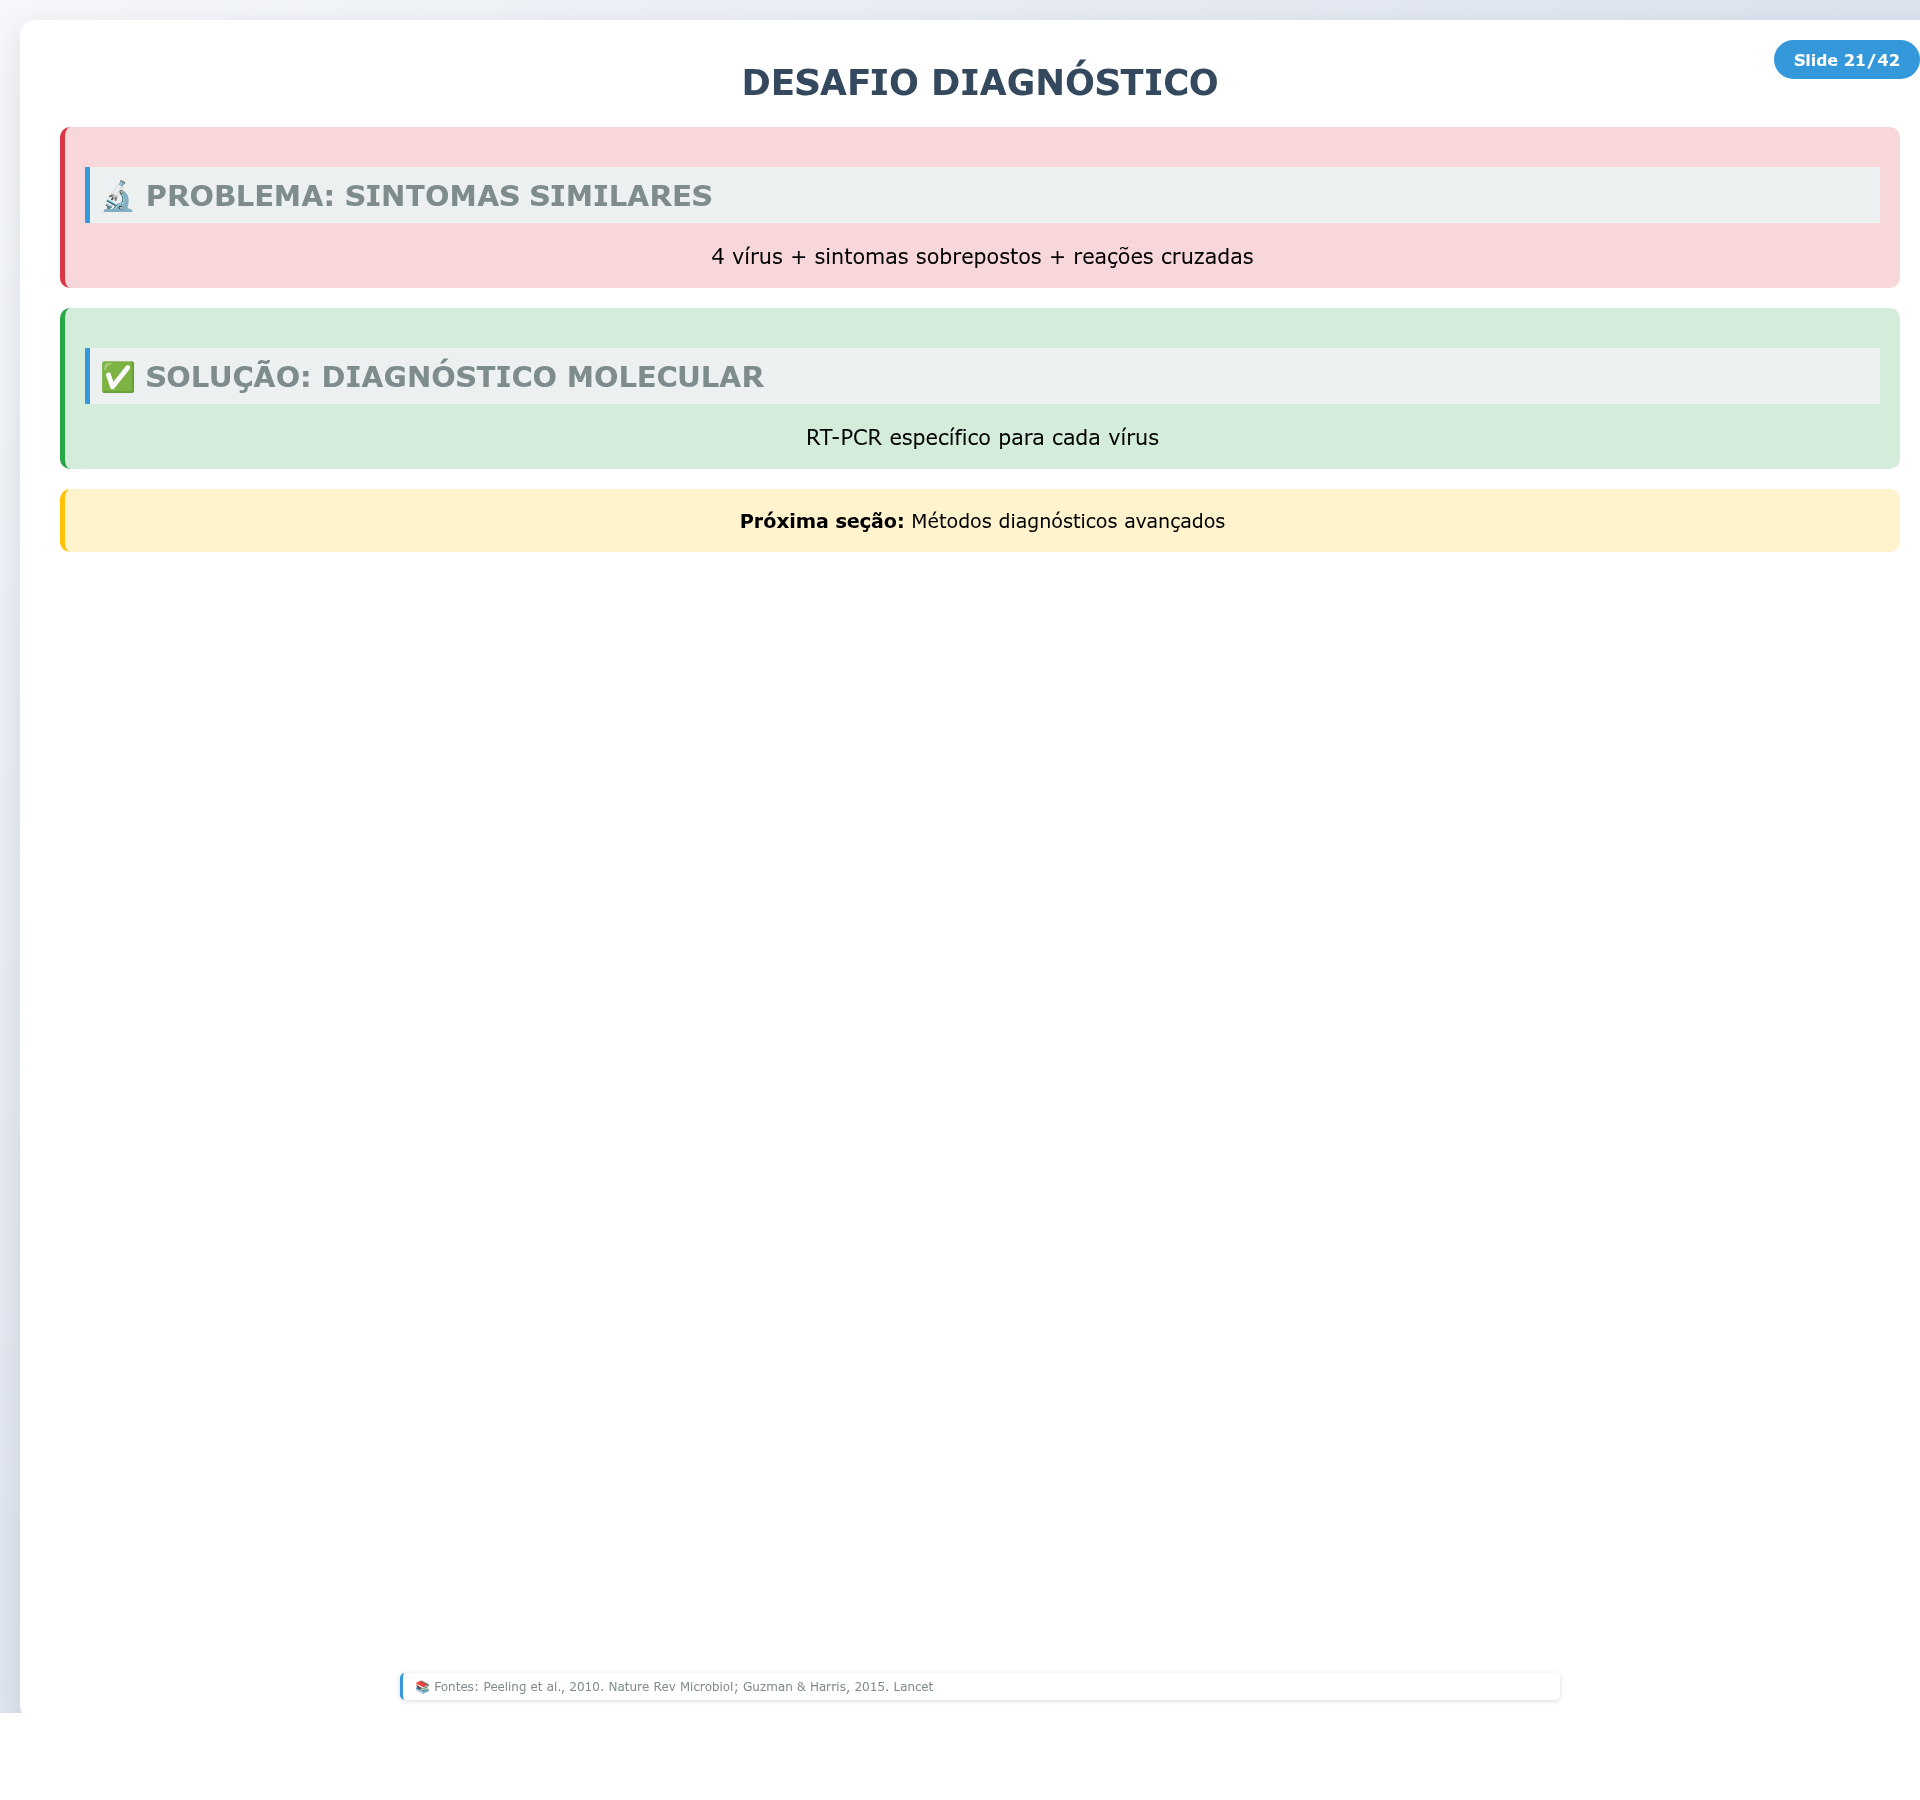 Slide 21/42
DESAFIO DIAGNÓSTICO
🔬 PROBLEMA: SINTOMAS SIMILARES
4 vírus + sintomas sobrepostos + reações cruzadas
✅ SOLUÇÃO: DIAGNÓSTICO MOLECULAR
RT-PCR específico para cada vírus
Próxima seção: Métodos diagnósticos avançados
📚 Fontes: Peeling et al., 2010. Nature Rev Microbiol; Guzman & Harris, 2015. Lancet